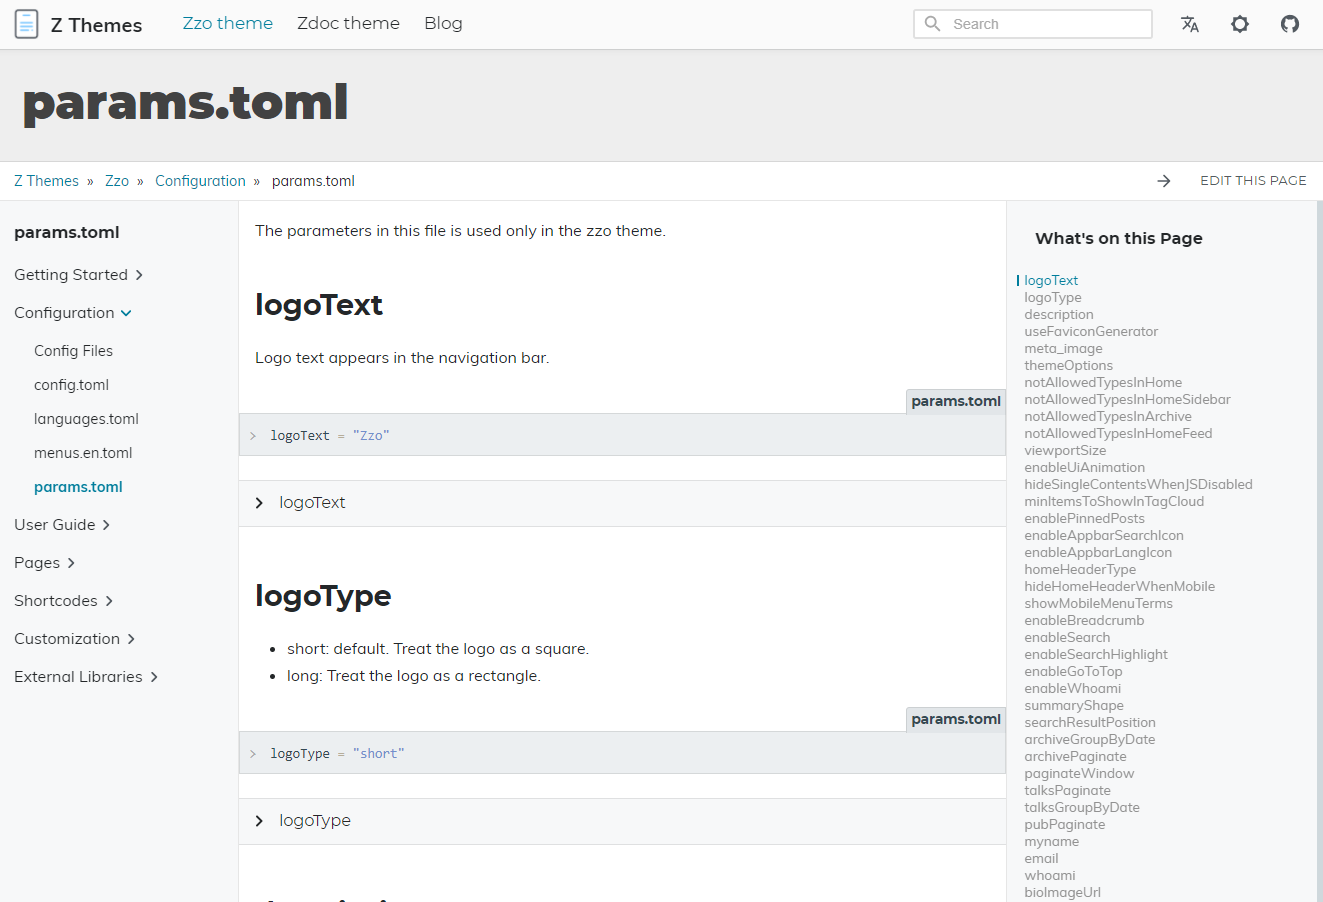 Z Themes
Zzo theme
Zdoc theme
Blog
Search
params.toml
Z Themes » Zzo » Configuration » params.toml
EDIT THIS PAGE
params.toml
Getting Started
Configuration
Config Files
config.toml
languages.toml
menus.en.toml
params.toml
User Guide
Pages
Shortcodes
Customization
External Libraries
The parameters in this file is used only in the zzo theme.
logoText
Logo text appears in the navigation bar.
params.toml
logoText = "Zzo"
logoText
logoType
• short: default. Treat the logo as a square.
• long: Treat the logo as a rectangle.
params.toml
logoType = "short"
logoType
What's on this Page
logoText
logoType
description
useFaviconGenerator
meta_image
themeOptions
notAllowedTypesInHome
notAllowedTypesInHomeSidebar
notAllowedTypesInArchive
notAllowedTypesInHomeFeed
viewportSize
enableUiAnimation
hideSingleContentsWhenJSDisabled
minItemsToShowInTagCloud
enablePinnedPosts
enableAppbarSearchIcon
enableAppbarLangIcon
homeHeaderType
hideHomeHeaderWhenMobile
showMobileMenuTerms
enableBreadcrumb
enableSearch
enableSearchHighlight
enableGoToTop
enableWhoami
summaryShape
searchResultPosition
archiveGroupByDate
archivePaginate
paginateWindow
talksPaginate
talksGroupByDate
pubPaginate
myname
email
whoami
bioImageUrl